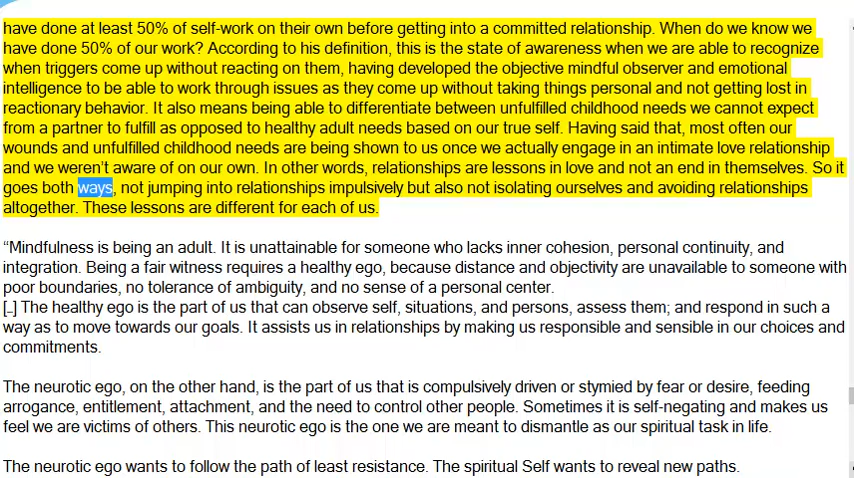 have done at least 50% of self-work on their own before getting into a committed relationship. When do we know we
have done 50% of our work? According to his definition, this is the state of awareness when we are able to recognize
when triggers come up without reacting on them, having developed the objective mindful observer and emotional
intelligence to be able to work through issues as they come up without taking things personal and not getting lost in
reactionary behavior. It also means being able to differentiate between unfulfilled childhood needs we cannot expect
from a partner to fulfill as opposed to healthy adult needs based on our true self. Having said that, most often our
wounds and unfulfilled childhood needs are being shown to us once we actually engage in an intimate love relationship
and we weren’t aware of on our own. In other words, relationships are lessons in love and not an end in themselves. So it
goes both ways, not jumping into relationships impulsively but also not isolating ourselves and avoiding relationships
altogether. These lessons are different for each of us.
“Mindfulness is being an adult. It is unattainable for someone who lacks inner cohesion, personal continuity, and
integration. Being a fair witness requires a healthy ego, because distance and objectivity are unavailable to someone with
poor boundaries, no tolerance of ambiguity, and no sense of a personal center.
[..] The healthy ego is the part of us that can observe self, situations, and persons, assess them; and respond in such a
way as to move towards our goals. It assists us in relationships by making us responsible and sensible in our choices and
commitments.
The neurotic ego, on the other hand, is the part of us that is compulsively driven or stymied by fear or desire, feeding
arrogance, entitlement, attachment, and the need to control other people. Sometimes it is self-negating and makes us
feel we are victims of others. This neurotic ego is the one we are meant to dismantle as our spiritual task in life.
The neurotic ego wants to follow the path of least resistance. The spiritual Self wants to reveal new paths.